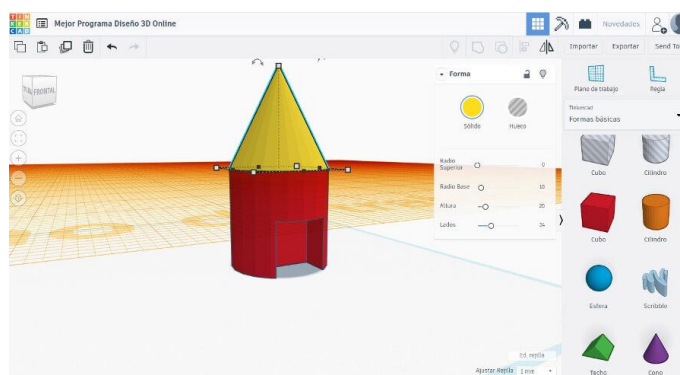 TIN
KER
CAD
Mejor Programa Diseño 3D Online
Novedades
Importar
Exportar
Send To
FRONTAL
Forma
Sólido
Hueco
Radio
Superior
0
Radio Base
10
Altura
20
Lados
24
Plano de trabajo
Regla
Tinkercad
Formas básicas
Cubo
Cilindro
Cubo
Cilindro
Esfera
Scribble
Techo
Cono
Ed. rejilla
Ajustar Rejilla
1 mm